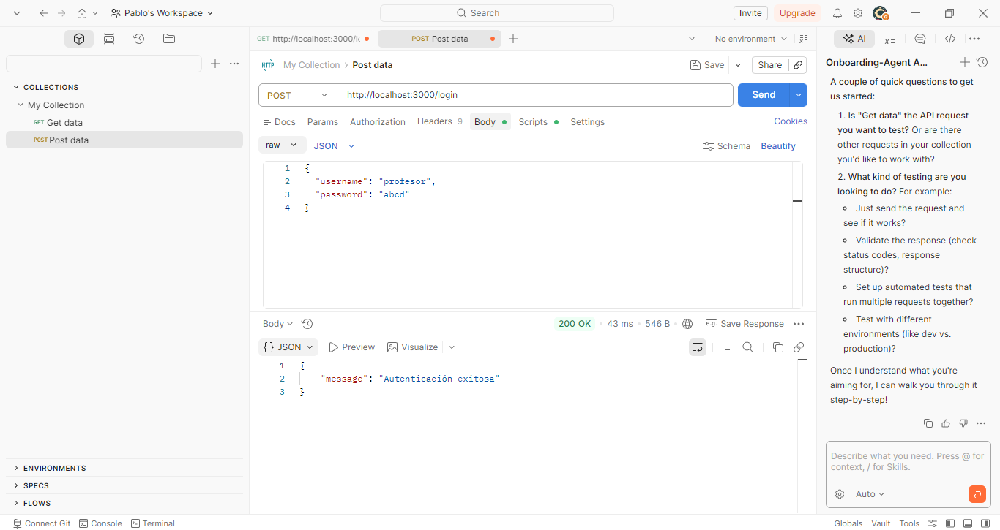 Pablo's Workspace
Search
Invite
Upgrade
GET http://localhost:3000/l
POST Post data
No environment
AI
COLLECTIONS
My Collection
GET Get data
POST Post data
ENVIRONMENTS
SPECS
FLOWS
HTTP
My Collection > Post data
Save
Share
POST
http://localhost:3000/login
Send
Docs
Params
Authorization
Headers 9
Body
Scripts
Settings
Cookies
raw
JSON
Schema
Beautify
1 {
2 "username": "profesor",
3 "password": "abcd"
4 }
Body
200 OK
43 ms
546 B
e.g. Save Response
{} JSON
Preview
Visualize
1 {
2 "message": "Autenticación exitosa"
3 }
Onboarding-Agent A...
A couple of quick questions to get
us started:
1. Is "Get data" the API request
you want to test? Or are there
other requests in your collection
you'd like to work with?
2. What kind of testing are you
looking to do? For example:
Just send the request and
see if it works?
Validate the response (check
status codes, response
structure)?
Set up automated tests that
run multiple requests together?
Test with different
environments (like dev vs.
production)?
Once I understand what you're
aiming for, I can walk you through it
step-by-step!
Describe what you need. Press @ for
context, / for Skills.
Auto
Connect Git
Console
Terminal
Globals
Vault
Tools